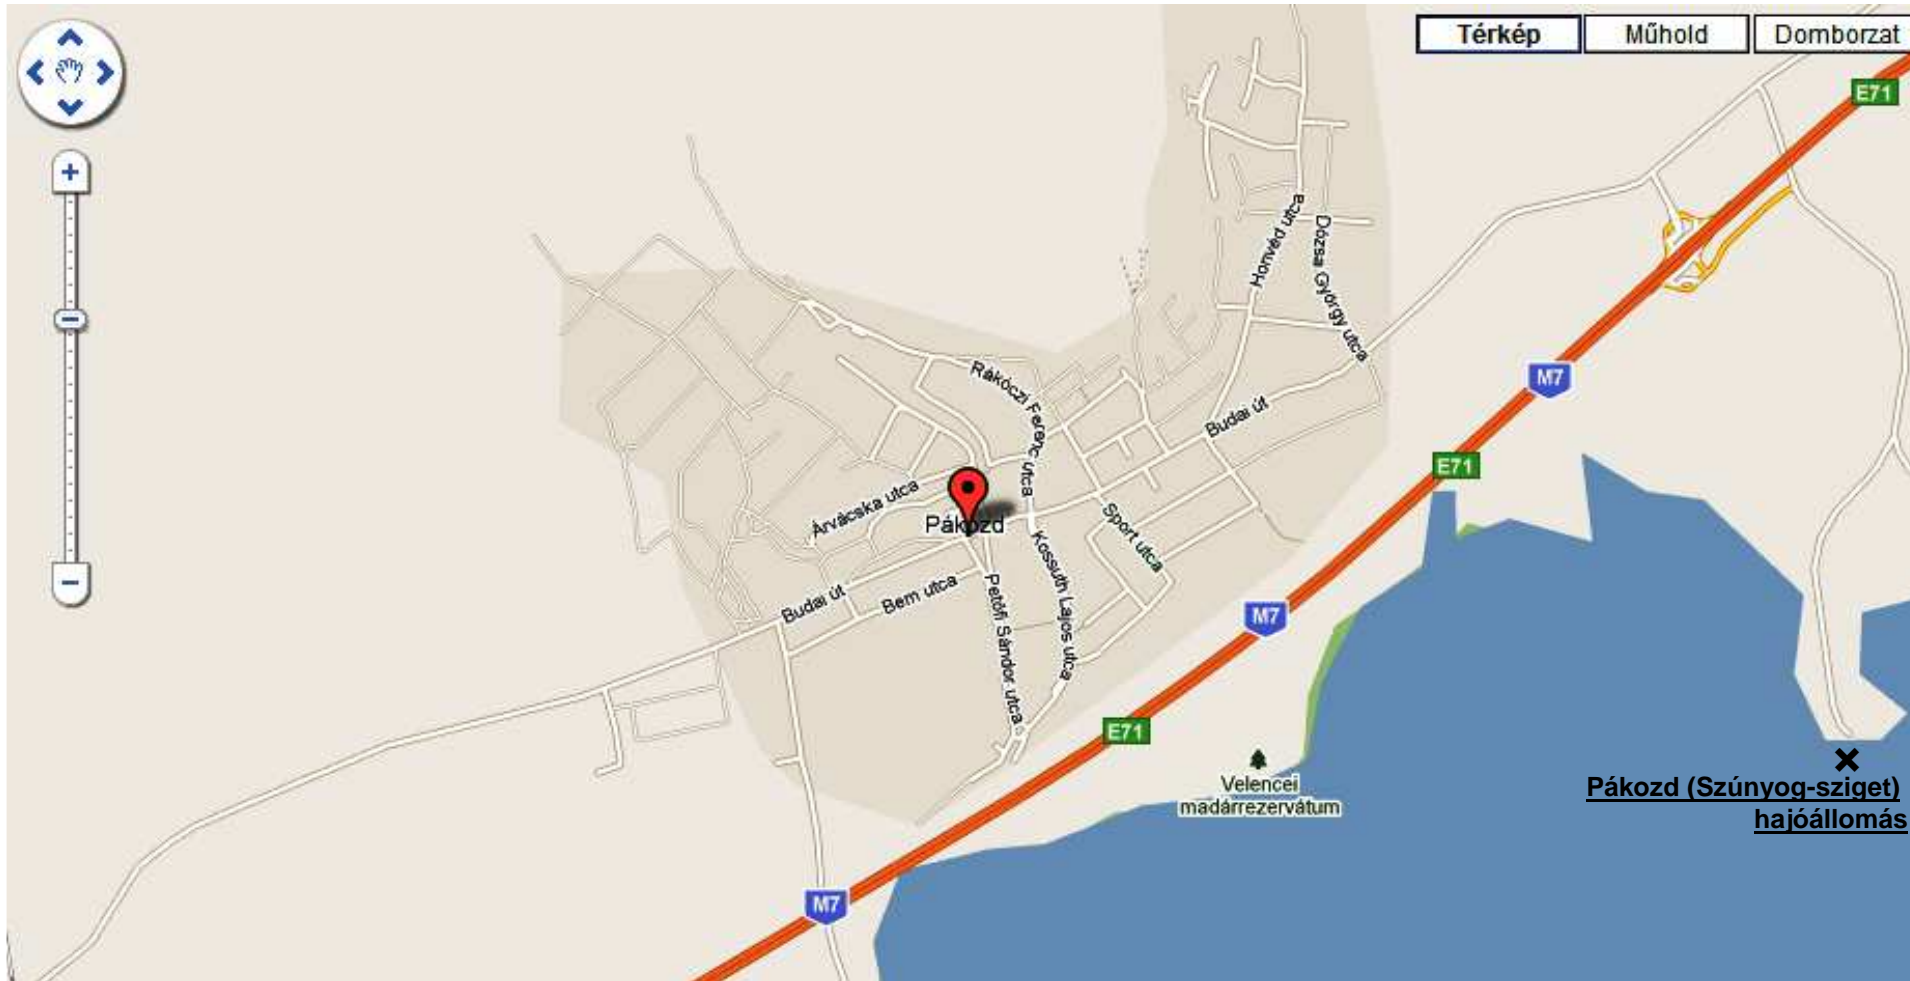 Térkép
Műhold
Domborzat
E71
Honvéd utca
Dózsa György utca
Rákóczi Ferenc utca
M7
Budai út
E71
Árvácska utca
Pákozd
Sport utca
Kossuth Lajos utca
Budai út
Bem utca
Petőfi Sándor utca
M7
E71
Velencei
madárrezervátum
Pákozd (Szúnyog-sziget)
hajóállomás
M7